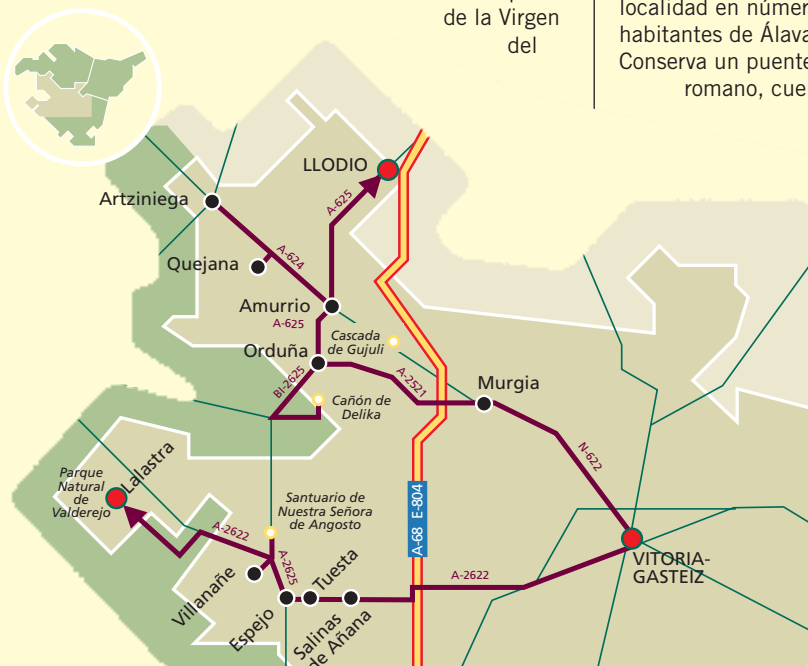 de la Virgen
del
localidad en númer
habitantes de Álava
Conserva un puente
romano, cue
LLODIO
Artziniega
A-625
A-624
Quejana
Amurrio
A-625
Cascada
de Gujuli
Orduña
BI-2625
A-2521
Murgia
Cañón de
Delika
N-622
Parque
Natural
de
Valderejo
Lalastra
A-68 E-804
Santuario de
Nuestra Señora
de Angosto
A-2622
A-2625
VITORIA-
GASTEIZ
A-2622
Villanañe
Tuesta
Espejo
Salinas
de Añana